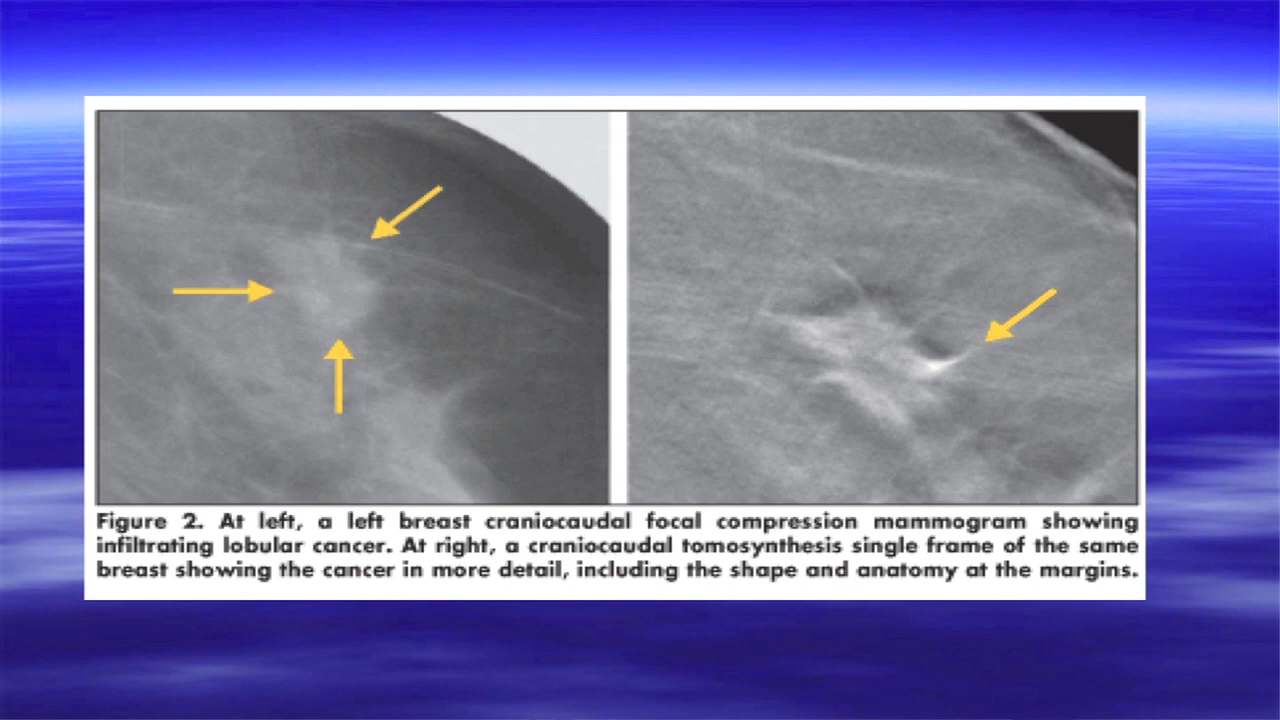 Figure 2. At left, a left breast craniocaudal focal compression mammogram showing
infiltrating lobular cancer. At right, a craniocaudal tomosynthesis single frame of the same
breast showing the cancer in more detail, including the shape and anatomy at the margins.